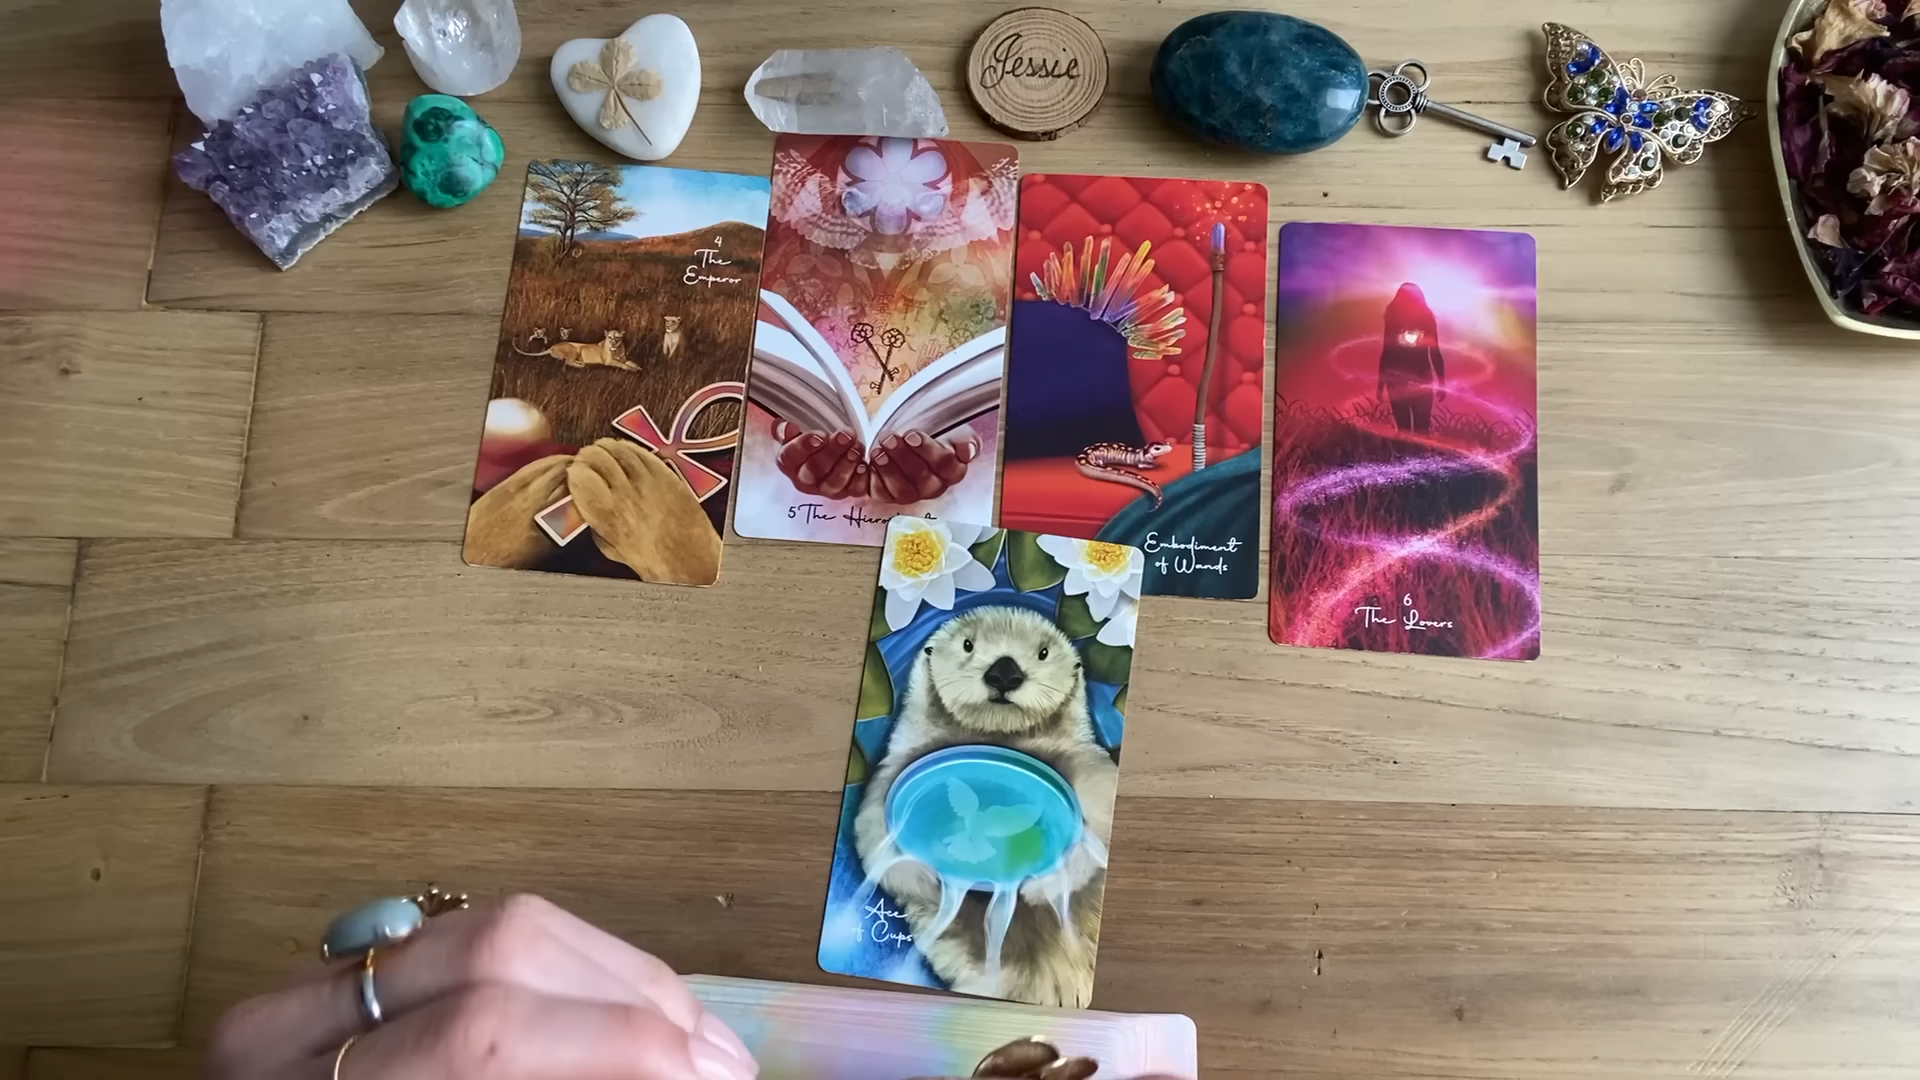 Jessie
4
The
Emperor
5 The
Embodiment
of Wands
6
The Lovers
Ace
of Cups